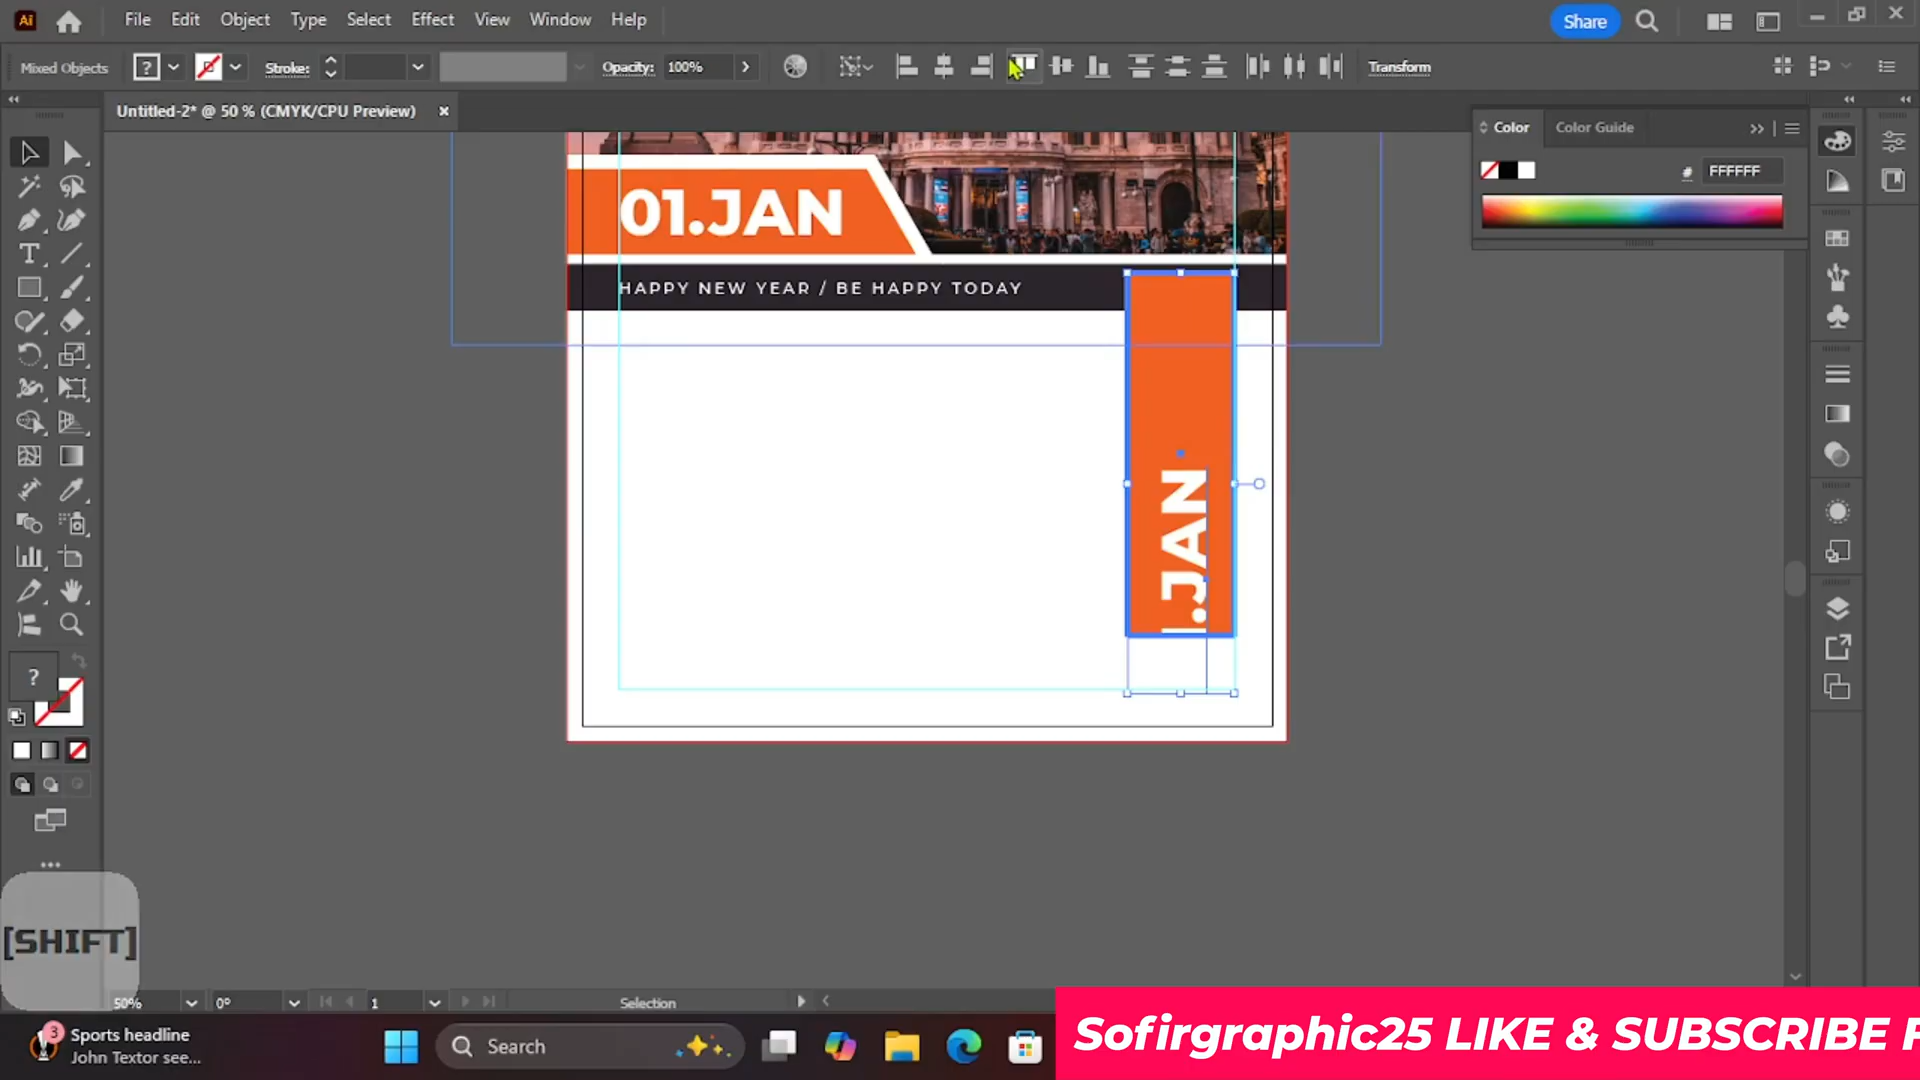 Ai
File Edit Object Type Select Effect View Window Help
Share
Mixed Objects
?
Stroke:
Opacity: 100%
Transform
Untitled-2* @ 50 % (CMYK/CPU Preview)
Color
Color Guide
# FFFFFF
01.JAN
HAPPY NEW YEAR / BE HAPPY TODAY
.JAN
?
[SHIFT]
50%
0°
1
Selection
3
Sports headline
John Textor see...
Search
Sofirgraphic25 LIKE & SUBSCRIBE F